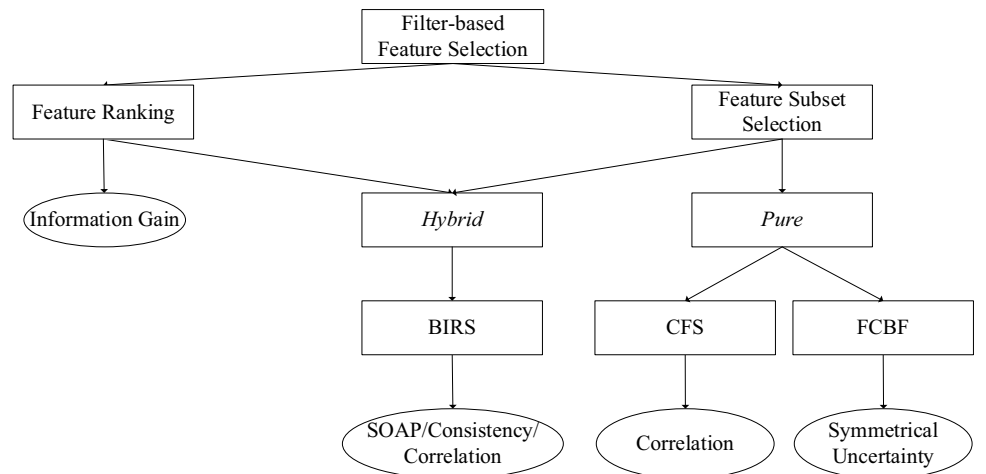 Filter-based
Feature Selection
Feature Ranking
Feature Subset
Selection
Information Gain
Hybrid
Pure
BIRS
CFS
FCBF
SOAP/Consistency/
Correlation
Correlation
Symmetrical
Uncertainty